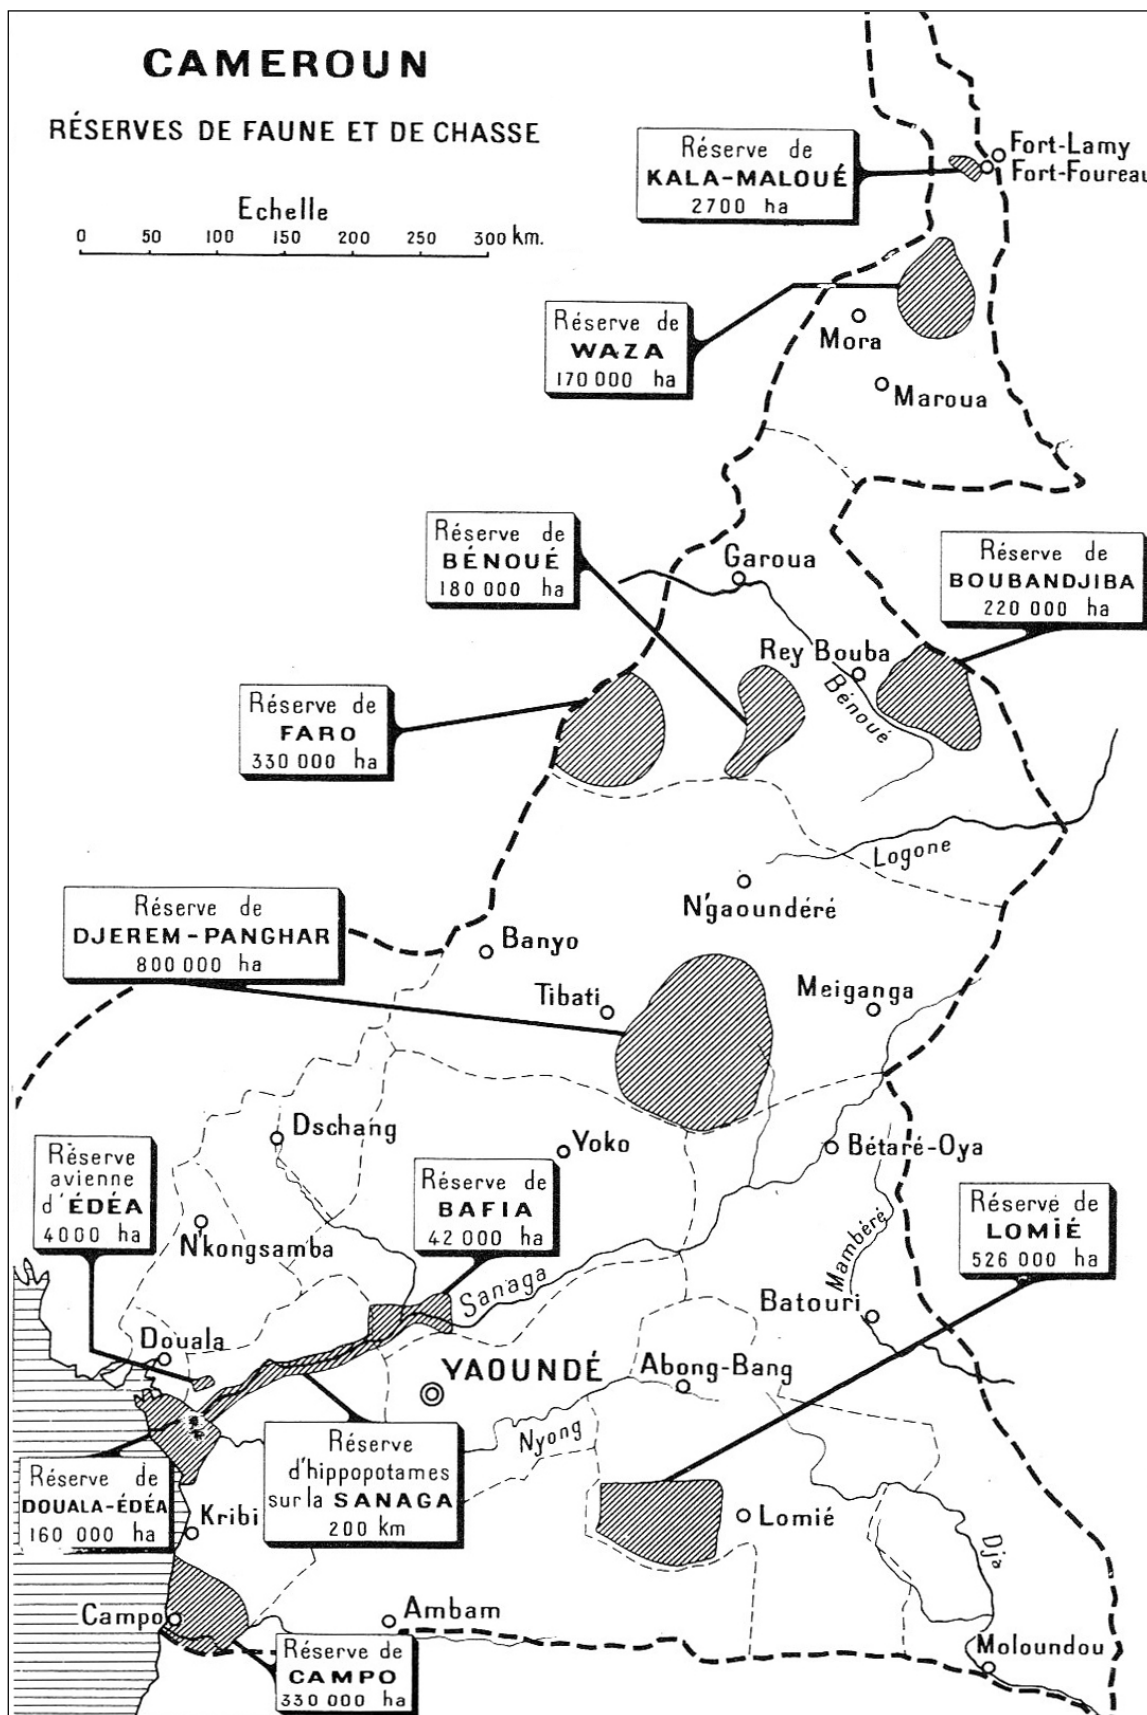 CAMEROUN
RÉSERVES DE FAUNE ET DE CHASSE
Echelle
0 50 100 150 200 250 300 km.
Réserve de
KALA-MALOUÉ
2700 ha
Fort-Lamy
Fort-Foureau
Réserve de
WAZA
170 000 ha
Mora
Maroua
Réserve de
BÉNOUÉ
180 000 ha
Garoua
Réserve de
BOUBANDJIBA
220 000 ha
Rey Bouba
Bénoué
Réserve de
FARO
330 000 ha
Logone
N'gaoundéré
Réserve de
DJEREM-PANGHAR
800 000 ha
Banyo
Tibati
Meiganga
Dschang
Yoko
Bétaré-Oya
Réserve
avienne
d'ÉDÉA
4000 ha
Réserve de
BAFIA
42 000 ha
Réserve de
LOMIÉ
526 000 ha
N'kongsamba
Sanaga
Mambéré
Batouri
Douala
YAOUNDÉ
Abong-Bang
Nyong
Réserve de
DOUALA-ÉDÉA
160 000 ha
Réserve
d'hippopotames
sur la SANAGA
200 km
Kribi
Lomié
Dja
Campo
Ambam
Réserve de
CAMPO
330 000 ha
Moloundou